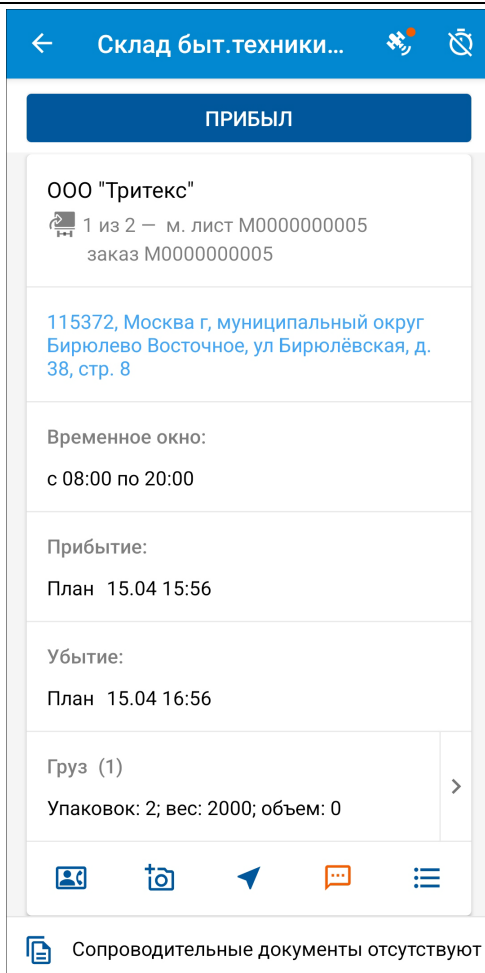 Склад быт.техники...
ПРИБЫЛ
ООО "Тритекс"
1 из 2 — м. лист М0000000005
заказ М0000000005
115372, Москва г, муниципальный округ
Бирюлево Восточное, ул Бирюлёвская, д.
38, стр. 8
Временное окно:
с 08:00 по 20:00
Прибытие:
План 15.04 15:56
Убытие:
План 15.04 16:56
Груз (1)
Упаковок: 2; вес: 2000; объем: 0
Сопроводительные документы отсутствуют